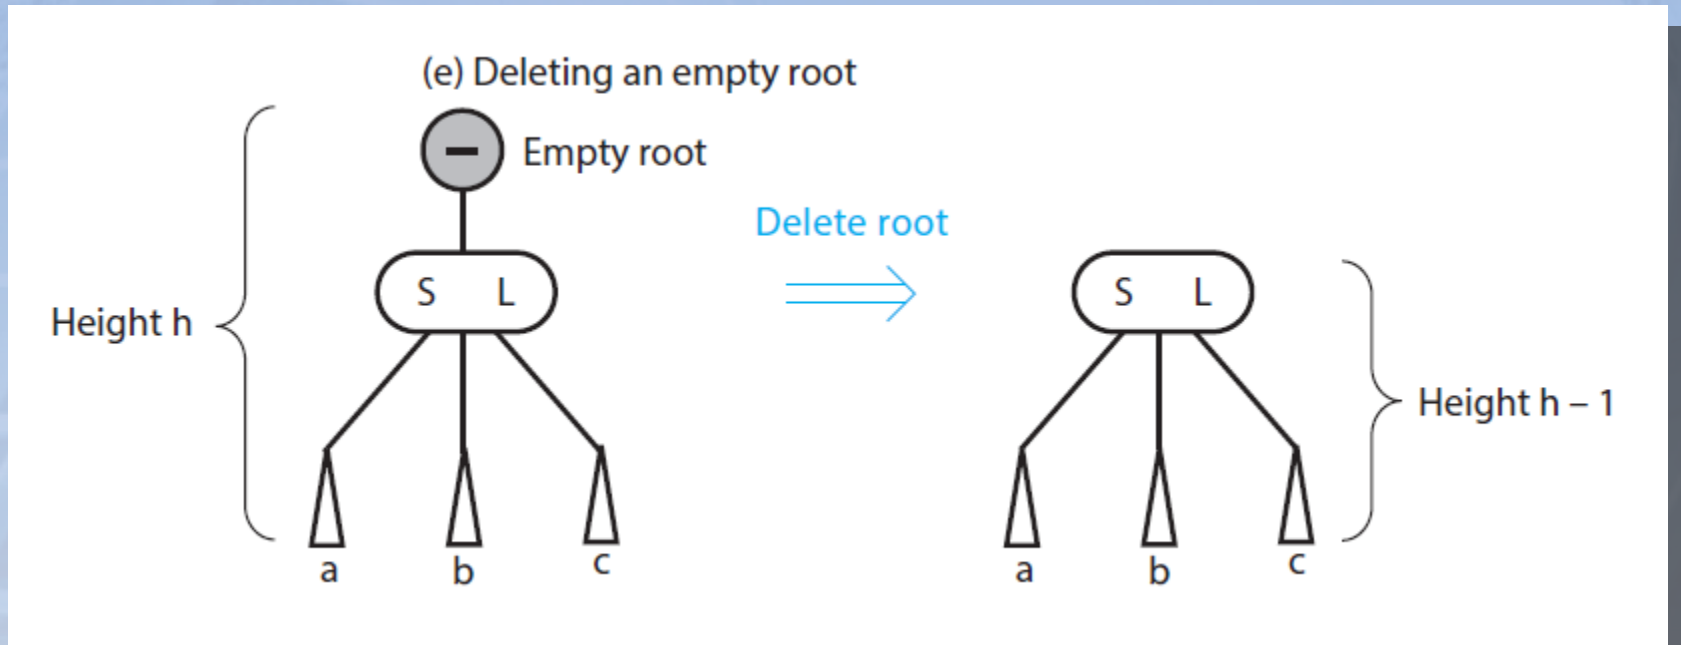 (e) Deleting an empty root
Empty root
Delete root
S L
S L
Height h
Height h – 1
a b c
a b c